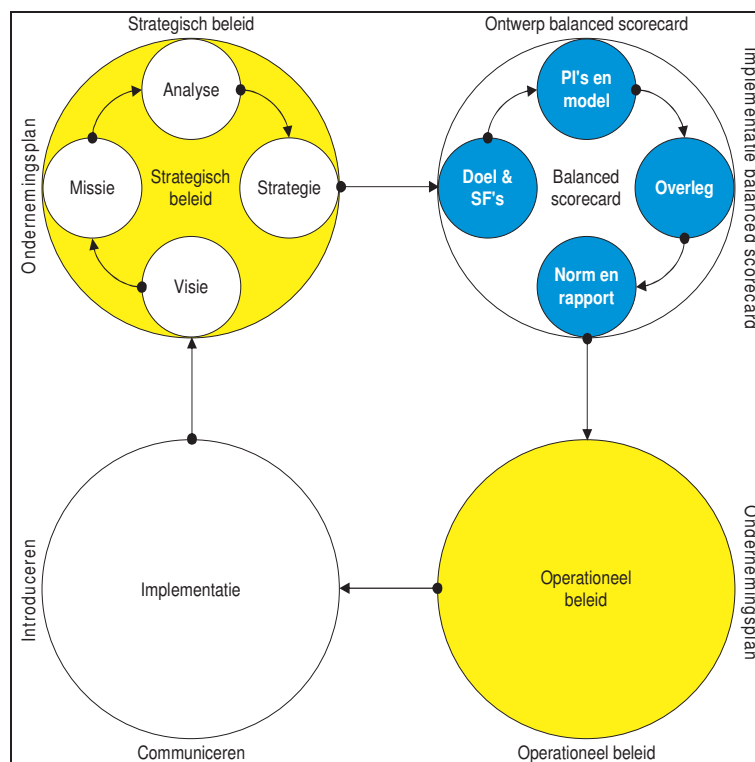 Strategisch beleid
Ontwerp balanced scorecard
Ondernemingsplan
Analyse
Missie
Strategisch
beleid
Strategie
Visie
PI's en
model
Doel &
SF's
Balanced
scorecard
Overleg
Norm en
rapport
Implementatie balanced scorecard
Introduceren
Implementatie
Operationeel
beleid
Ondernemingsplan
Communiceren
Operationeel beleid